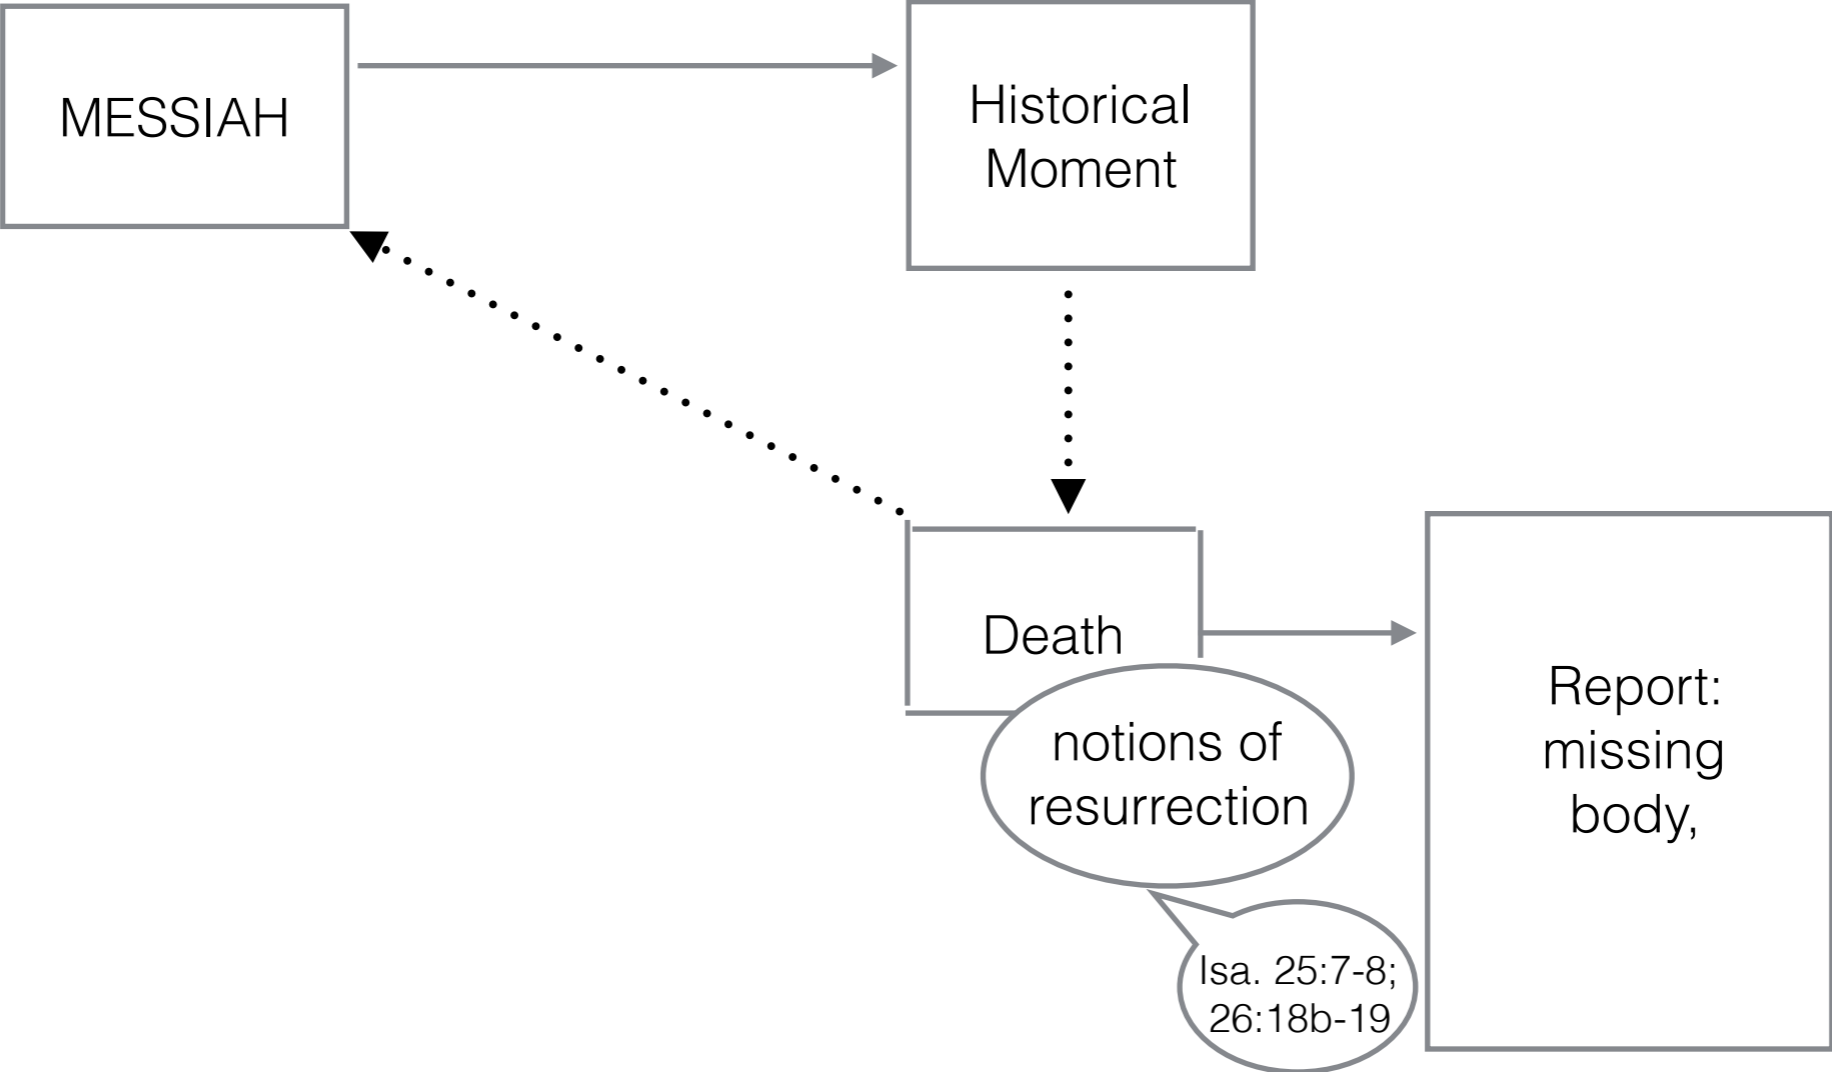 MESSIAH
Historical
Moment
Death
notions of
resurrection
Isa. 25:7-8;
26:18b-19
Report:
missing
body,